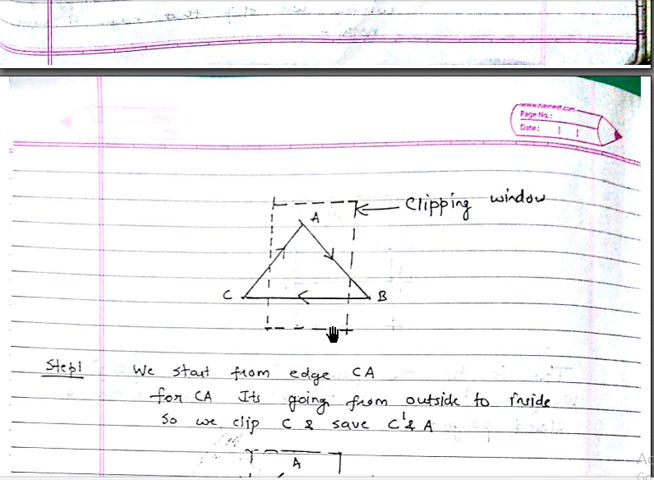 Page No.:
Date:
Clipping window
A
C
B
Step1 We start from edge CA
for CA Its going from outside to inside
So we clip C & save C'& A
A